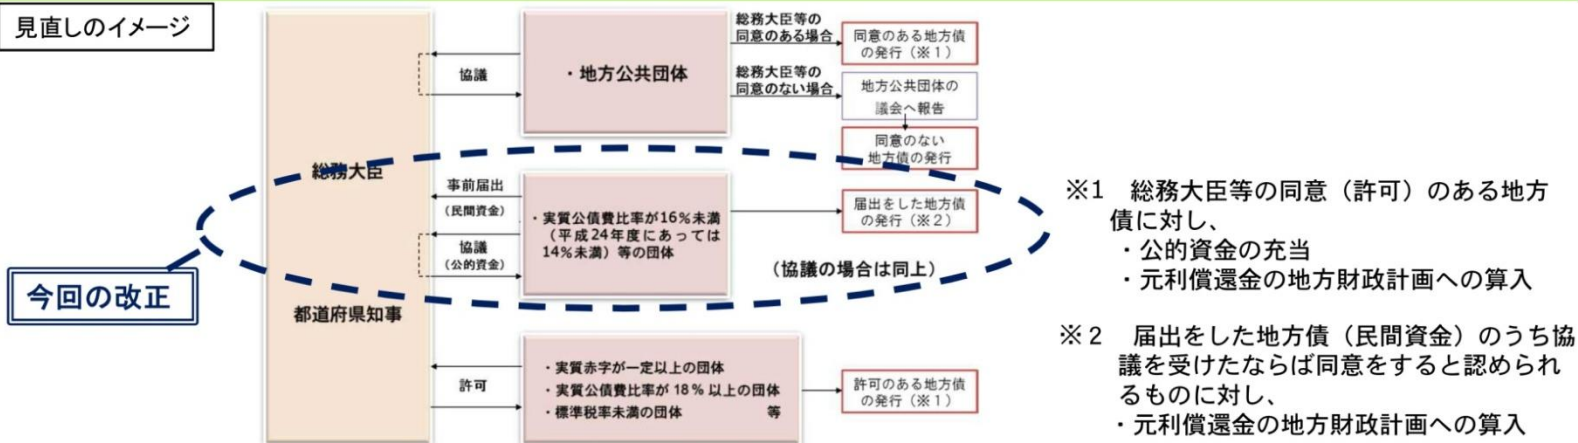 見直しのイメージ
総務大臣
都道府県知事
協議
・地方公共団体
総務大臣等の
同意のある場合
同意のある地方債
の発行（※１）
総務大臣等の
同意のない場合
地方公共団体の
議会へ報告
同意のない
地方債の発行
今回の改正
事前届出
（民間資金）
協議
（公的資金）
・実質公債費比率が16％未満
（平成24年度にあっては
14％未満）等の団体
届出をした地方債
の発行（※２）
（協議の場合は同上）
許可
・実質赤字が一定以上の団体
・実質公債費比率が 18 % 以上の団体
・標準税率未満の団体 等
許可のある地方債
の発行（※１）
※1 総務大臣等の同意（許可）のある地方
債に対し、
・公的資金の充当
・元利償還金の地方財政計画への算入
※２ 届出をした地方債（民間資金）のうち協
議を受けたならば同意をすると認められ
るものに対し、
・元利償還金の地方財政計画への算入